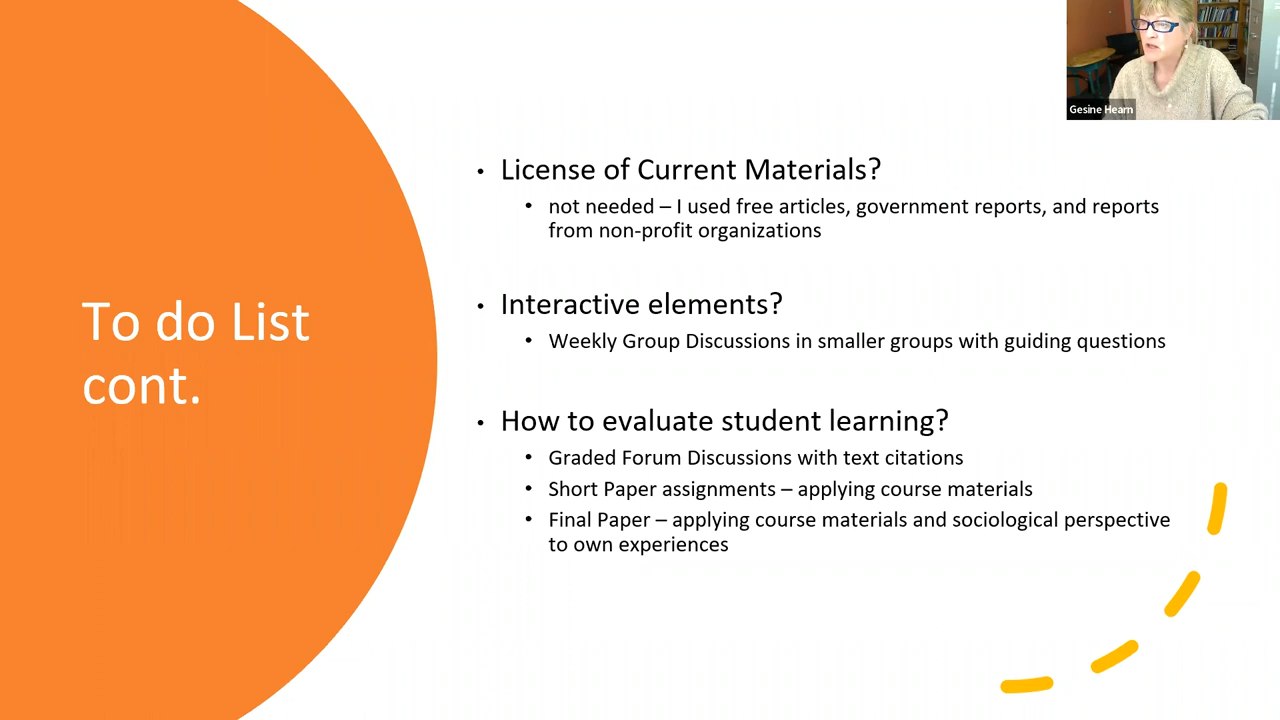 Gesine Hearn
To do List
cont.
• License of Current Materials?
• not needed – I used free articles, government reports, and reports
from non-profit organizations
• Interactive elements?
• Weekly Group Discussions in smaller groups with guiding questions
• How to evaluate student learning?
• Graded Forum Discussions with text citations
• Short Paper assignments – applying course materials
• Final Paper – applying course materials and sociological perspective
to own experiences